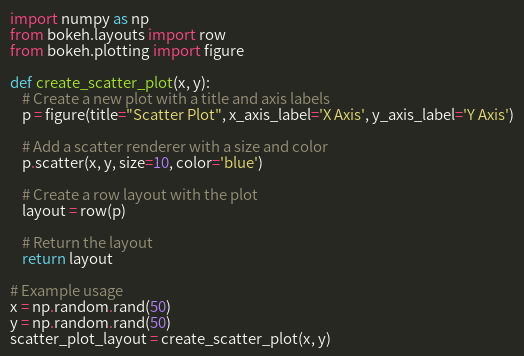 import numpy as np
from bokeh.layouts import row
from bokeh.plotting import figure

def create_scatter_plot(x, y):
    # Create a new plot with a title and axis labels
    p = figure(title="Scatter Plot", x_axis_label='X Axis', y_axis_label='Y Axis')

    # Add a scatter renderer with a size and color
    p.scatter(x, y, size=10, color='blue')

    # Create a row layout with the plot
    layout = row(p)

    # Return the layout
    return layout

# Example usage
x = np.random.rand(50)
y = np.random.rand(50)
scatter_plot_layout = create_scatter_plot(x, y)